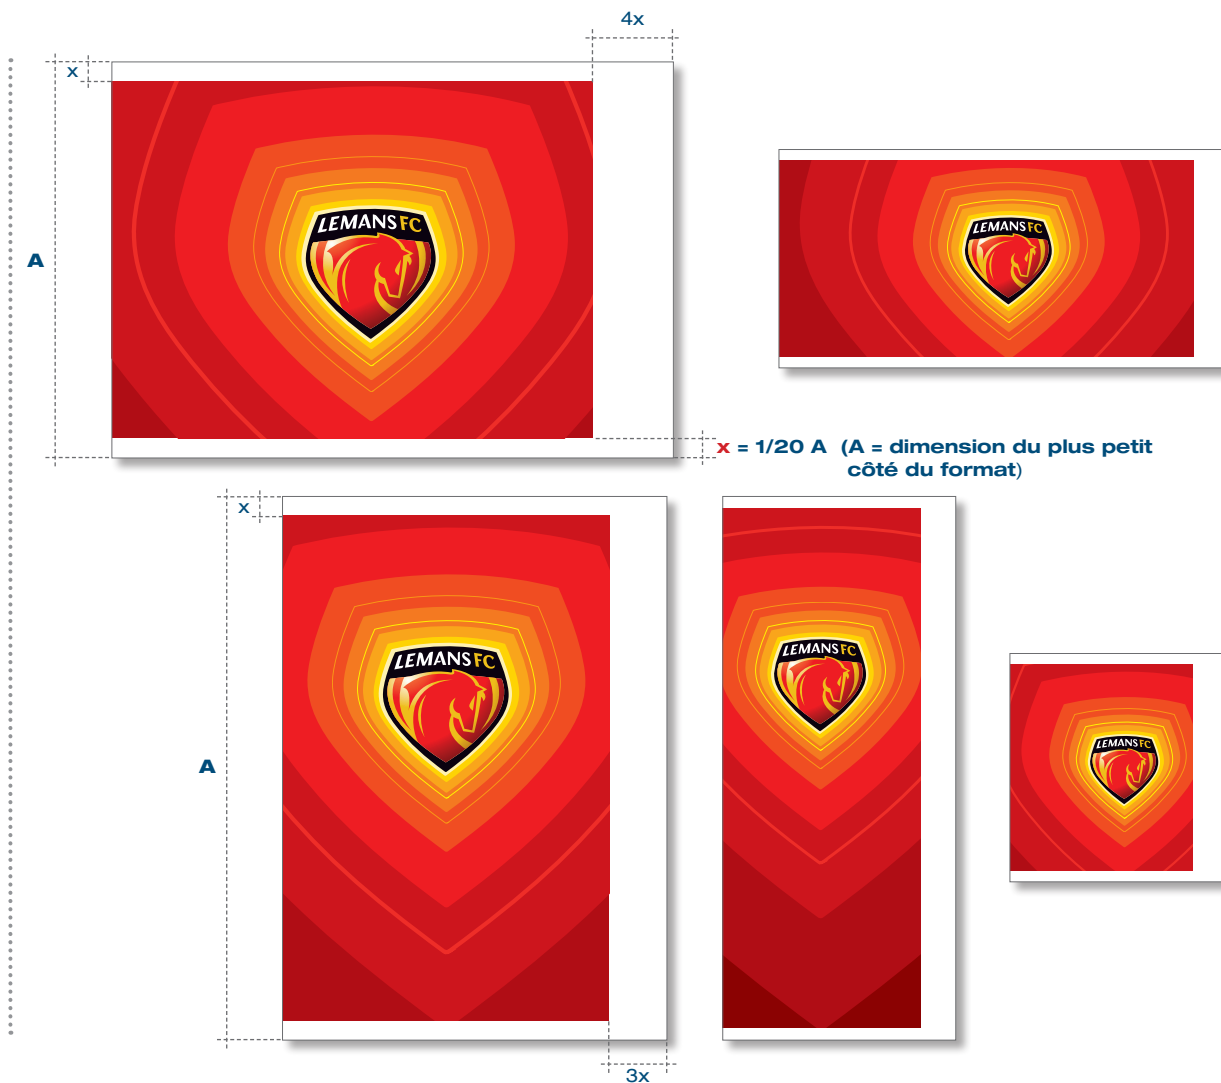 4x
x
A
LEMANS FC
LEMANS FC
x = 1/20 A (A = dimension du plus petit
côté du format)
x
A
LEMANS FC
LEMANS FC
LEMANS FC
3x